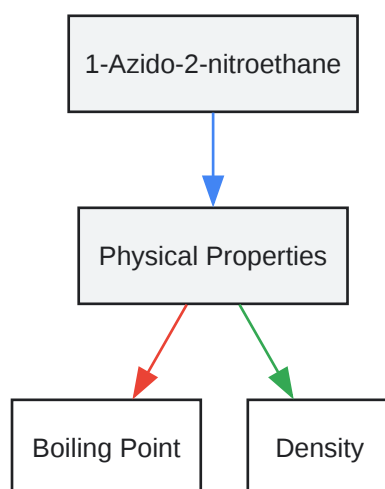 1-Azido-2-nitroethane
Physical Properties
Boiling Point
Density